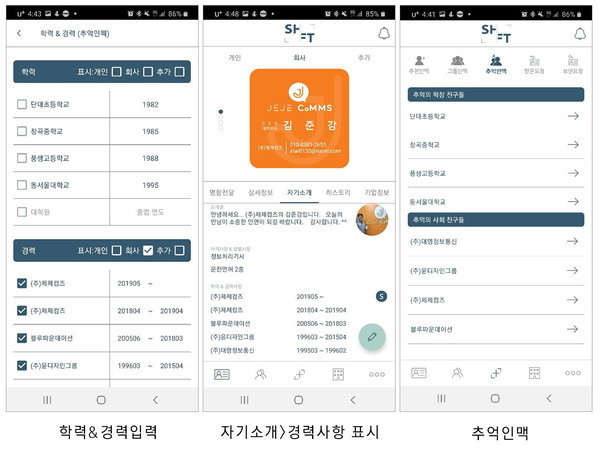 U+ 4:43 86%
학력 & 경력 (추억인맥)
학력 표시:개인 회사 추가
단대초등학교 1982
창곡중학교 1985
풍생고등학교 1988
동서울대학교 1995
대학원 졸업 연도
경력 표시:개인 회사 추가
(주)제제컴즈 201905 ~
(주)제제컴즈 201804 ~ 201904
블루파운데이션 200506 ~ 201803
(주)윤디자인그룹 199603 ~ 201504
학력&경력입력
U+ 4:48 85%
SHFT
개인 회사 추가
JEJE CoMMS
김 준 강
(주)제제컴즈
명함전달 상세정보 자기소개 히스토리 기업정보
소개글
안녕하세요... (주)제제컴즈의 김준강입니다. 오늘의
만남이 소중한 인연이 되길 바랍니다. 감사합니다. ^^
정보처리기사
운전면허 2종
학력 & 경력사항
(주)제제컴즈 201905 ~ S
(주)제제컴즈 201804 ~ 201904
블루파운데이션 200506 ~ 201803
(주)윤디자인그룹 199603 ~ 201504
(주)대명정보통신 199503 ~ 199602
자기소개>경력사항 표시
U+ 4:41 86%
SHFT
추천인맥 그룹인맥 추억인맥 받은요청 보낸요청
추억의 학창 친구들
단대초등학교
창곡중학교
풍생고등학교
동서울대학교
추억의 사회 친구들
(주)대명정보통신
(주)윤디자인그룹
(주)제제컴즈
블루파운데이션
추억인맥